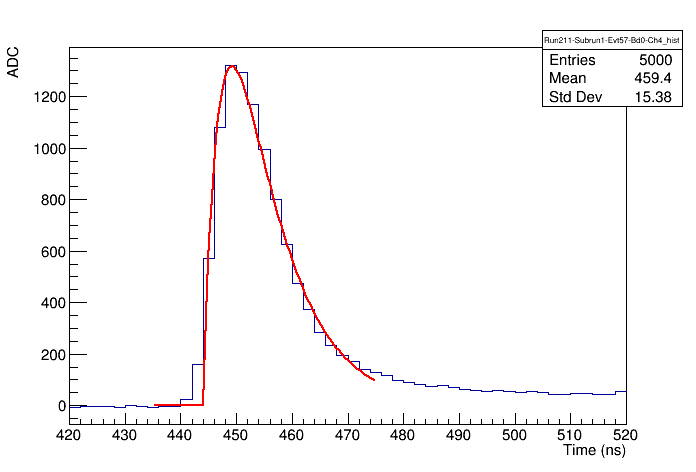 Run211-Subrun1-Evt57-Bd0-Ch4_hist
Entries 5000
Mean 459.4
Std Dev 15.38
ADC
1200
1000
800
600
400
200
0
420 430 440 450 460 470 480 490 500 510 520
Time (ns)